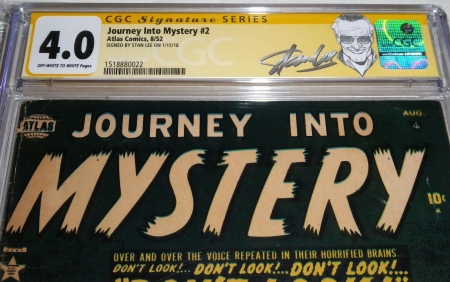 CGC Signature SERIES
4.0
OFF-WHITE TO WHITE Pages
Journey Into Mystery #2
Atlas Comics, 8/52
SIGNED BY STAN LEE ON 1/15/18
1518880022
Stan Lee
CGC
ATLAS
JOURNEY INTO
AUG.
MYSTERY
10¢
OVER AND OVER THE VOICE REPEATED IN THEIR HORRIFIED BRAINS
DON'T LOOK!... DON'T LOOK!... DON'T LOOK!...